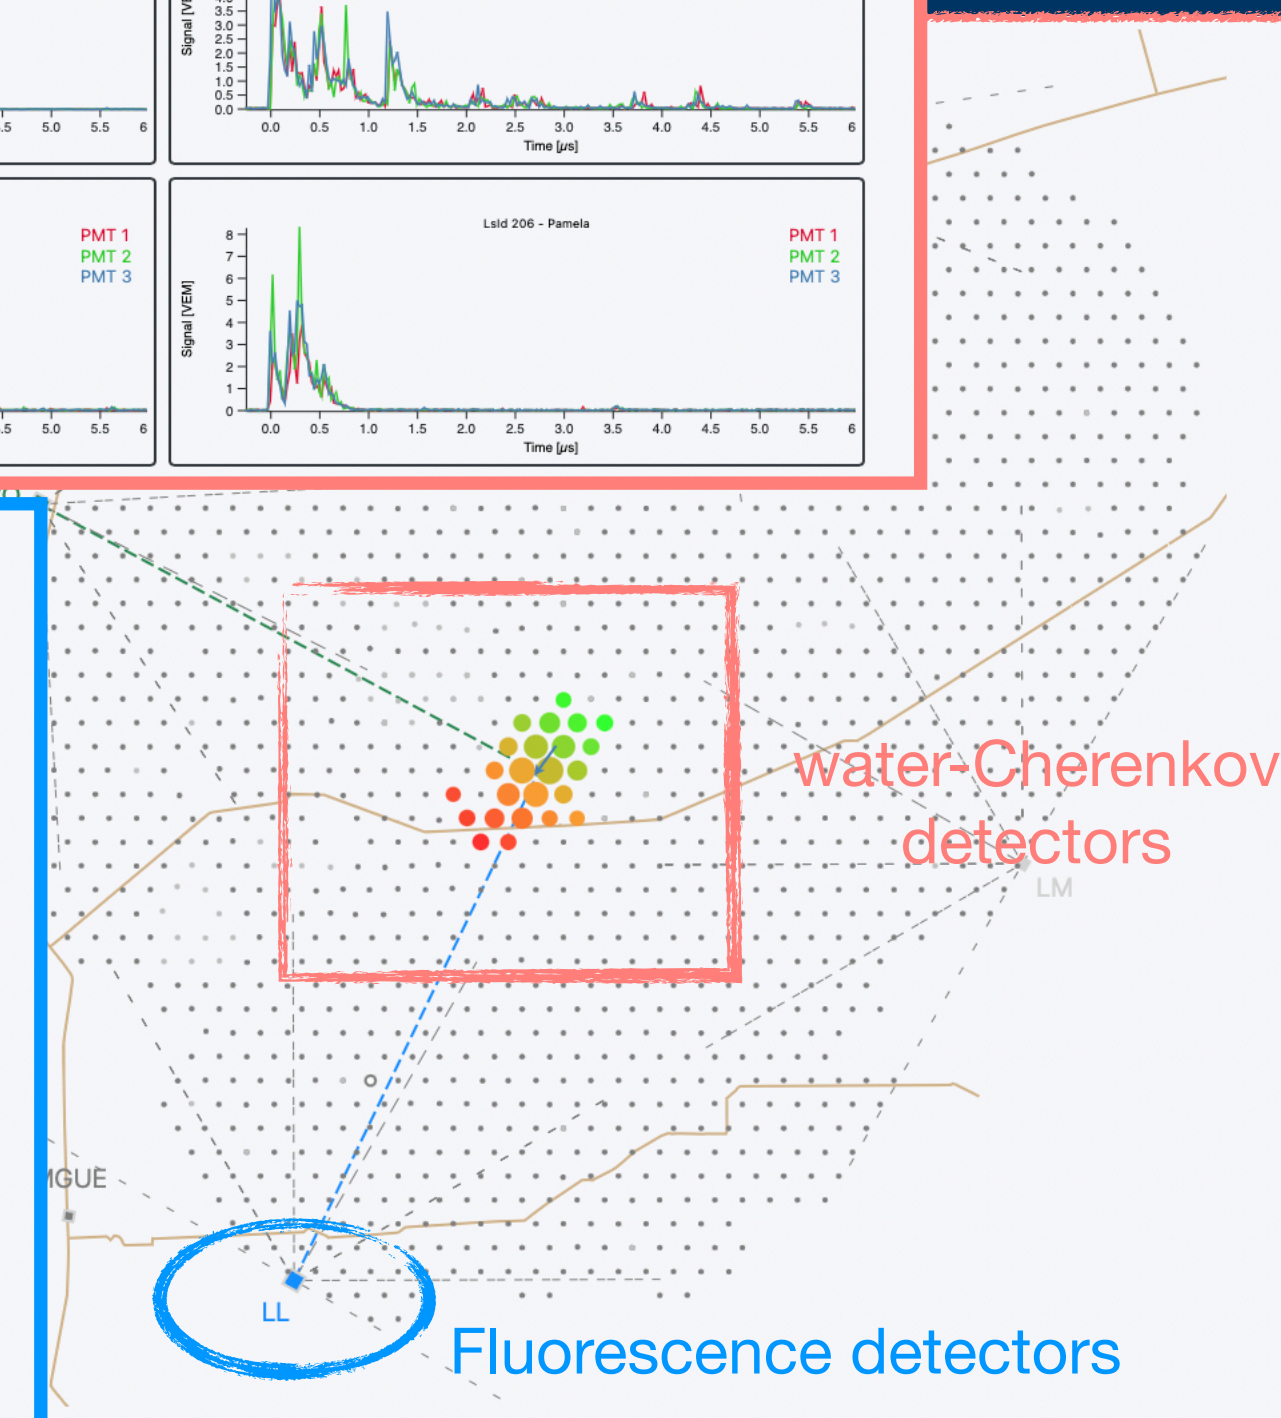 Signal [VE
3.5
3.0
2.5
2.0
1.5
1.0
0.5
0.0
.5 5.0 5.5 6
0.0 0.5 1.0 1.5 2.0 2.5 3.0 3.5 4.0 4.5 5.0 5.5 6
Time [µs]
PMT 1
PMT 2
PMT 3
LsId 206 - Pamela
PMT 1
PMT 2
PMT 3
Signal [VEM]
8
7
6
5
4
3
2
1
0
.5 5.0 5.5 6
0.0 0.5 1.0 1.5 2.0 2.5 3.0 3.5 4.0 4.5 5.0 5.5 6
Time [µs]
water-Cherenkov
detectors
LM
MGUE
LL
Fluorescence detectors